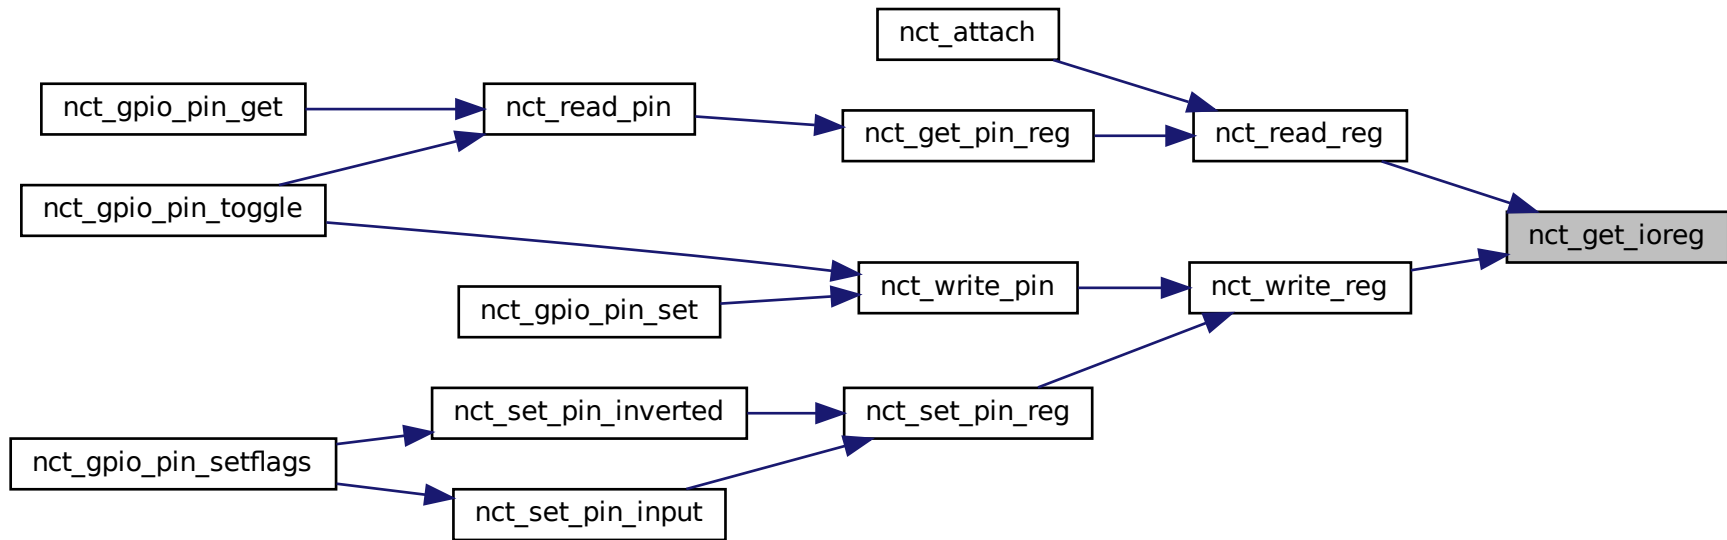 nct_attach
nct_gpio_pin_get
nct_read_pin
nct_get_pin_reg
nct_read_reg
nct_gpio_pin_toggle
nct_get_ioreg
nct_write_pin
nct_write_reg
nct_gpio_pin_set
nct_set_pin_inverted
nct_set_pin_reg
nct_gpio_pin_setflags
nct_set_pin_input